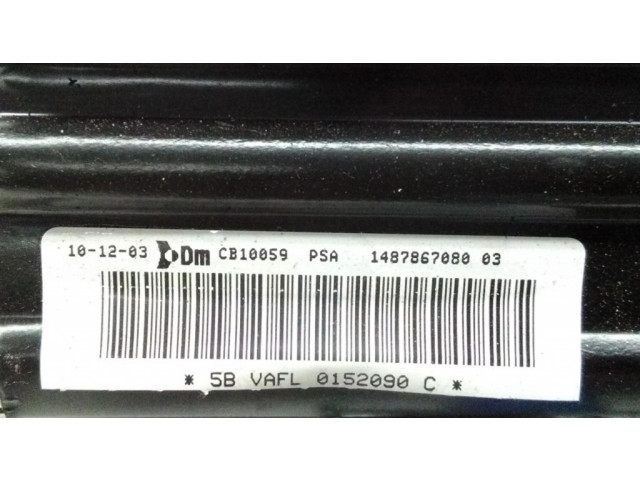 10-12-03 Dm CB10059 PSA 1487867080 03
* 5B VAFL 0152090 C *